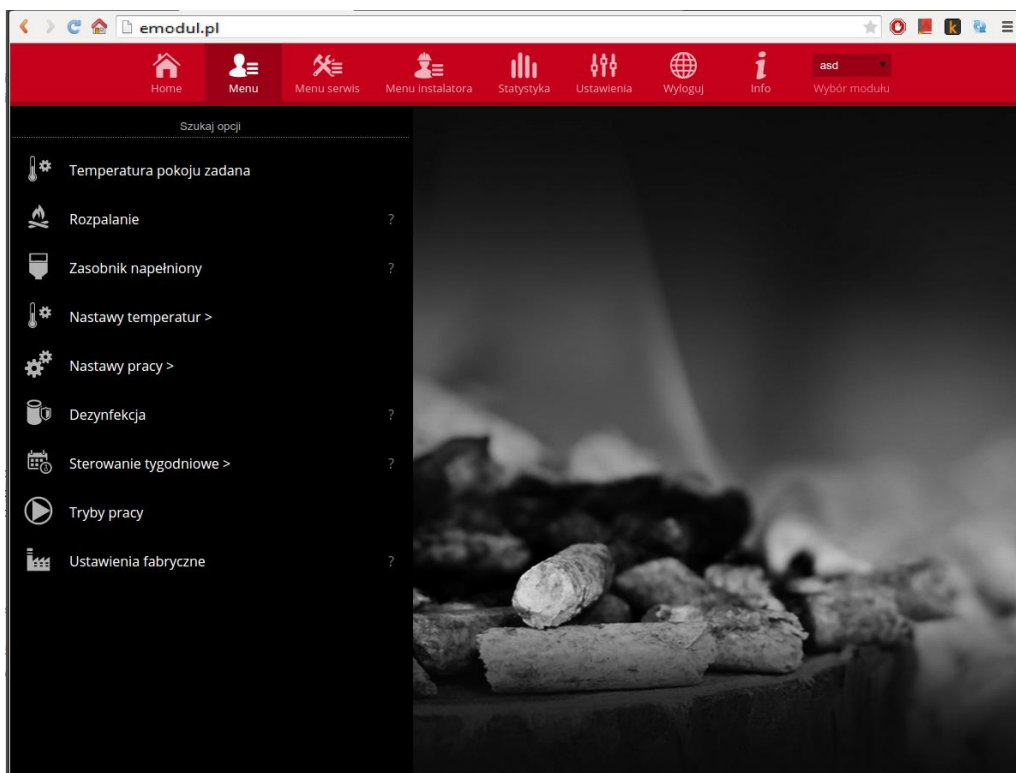 emodul.pl
Home
Menu
Menu serwis
Menu instalatora
Statystyka
Ustawienia
Wyloguj
Info
asd
Wybór modułu
Szukaj opcji
Temperatura pokoju zadana
Rozpalanie ?
Zasobnik napełniony ?
Nastawy temperatur >
Nastawy pracy >
Dezynfekcja ?
Sterowanie tygodniowe > ?
Tryby pracy
Ustawienia fabryczne ?